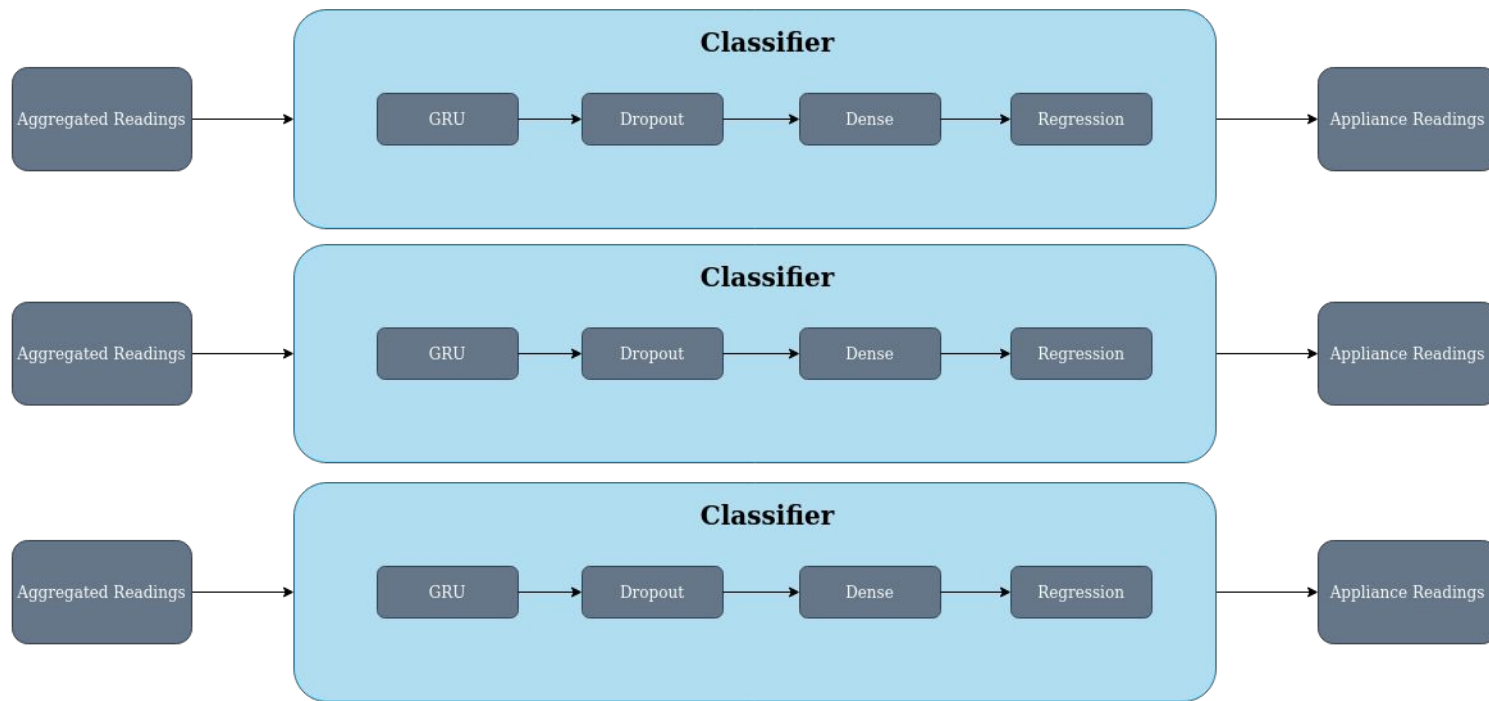 Classifier
Aggregated Readings
GRU
Dropout
Dense
Regression
Appliance Readings
Classifier
Aggregated Readings
GRU
Dropout
Dense
Regression
Appliance Readings
Classifier
Aggregated Readings
GRU
Dropout
Dense
Regression
Appliance Readings